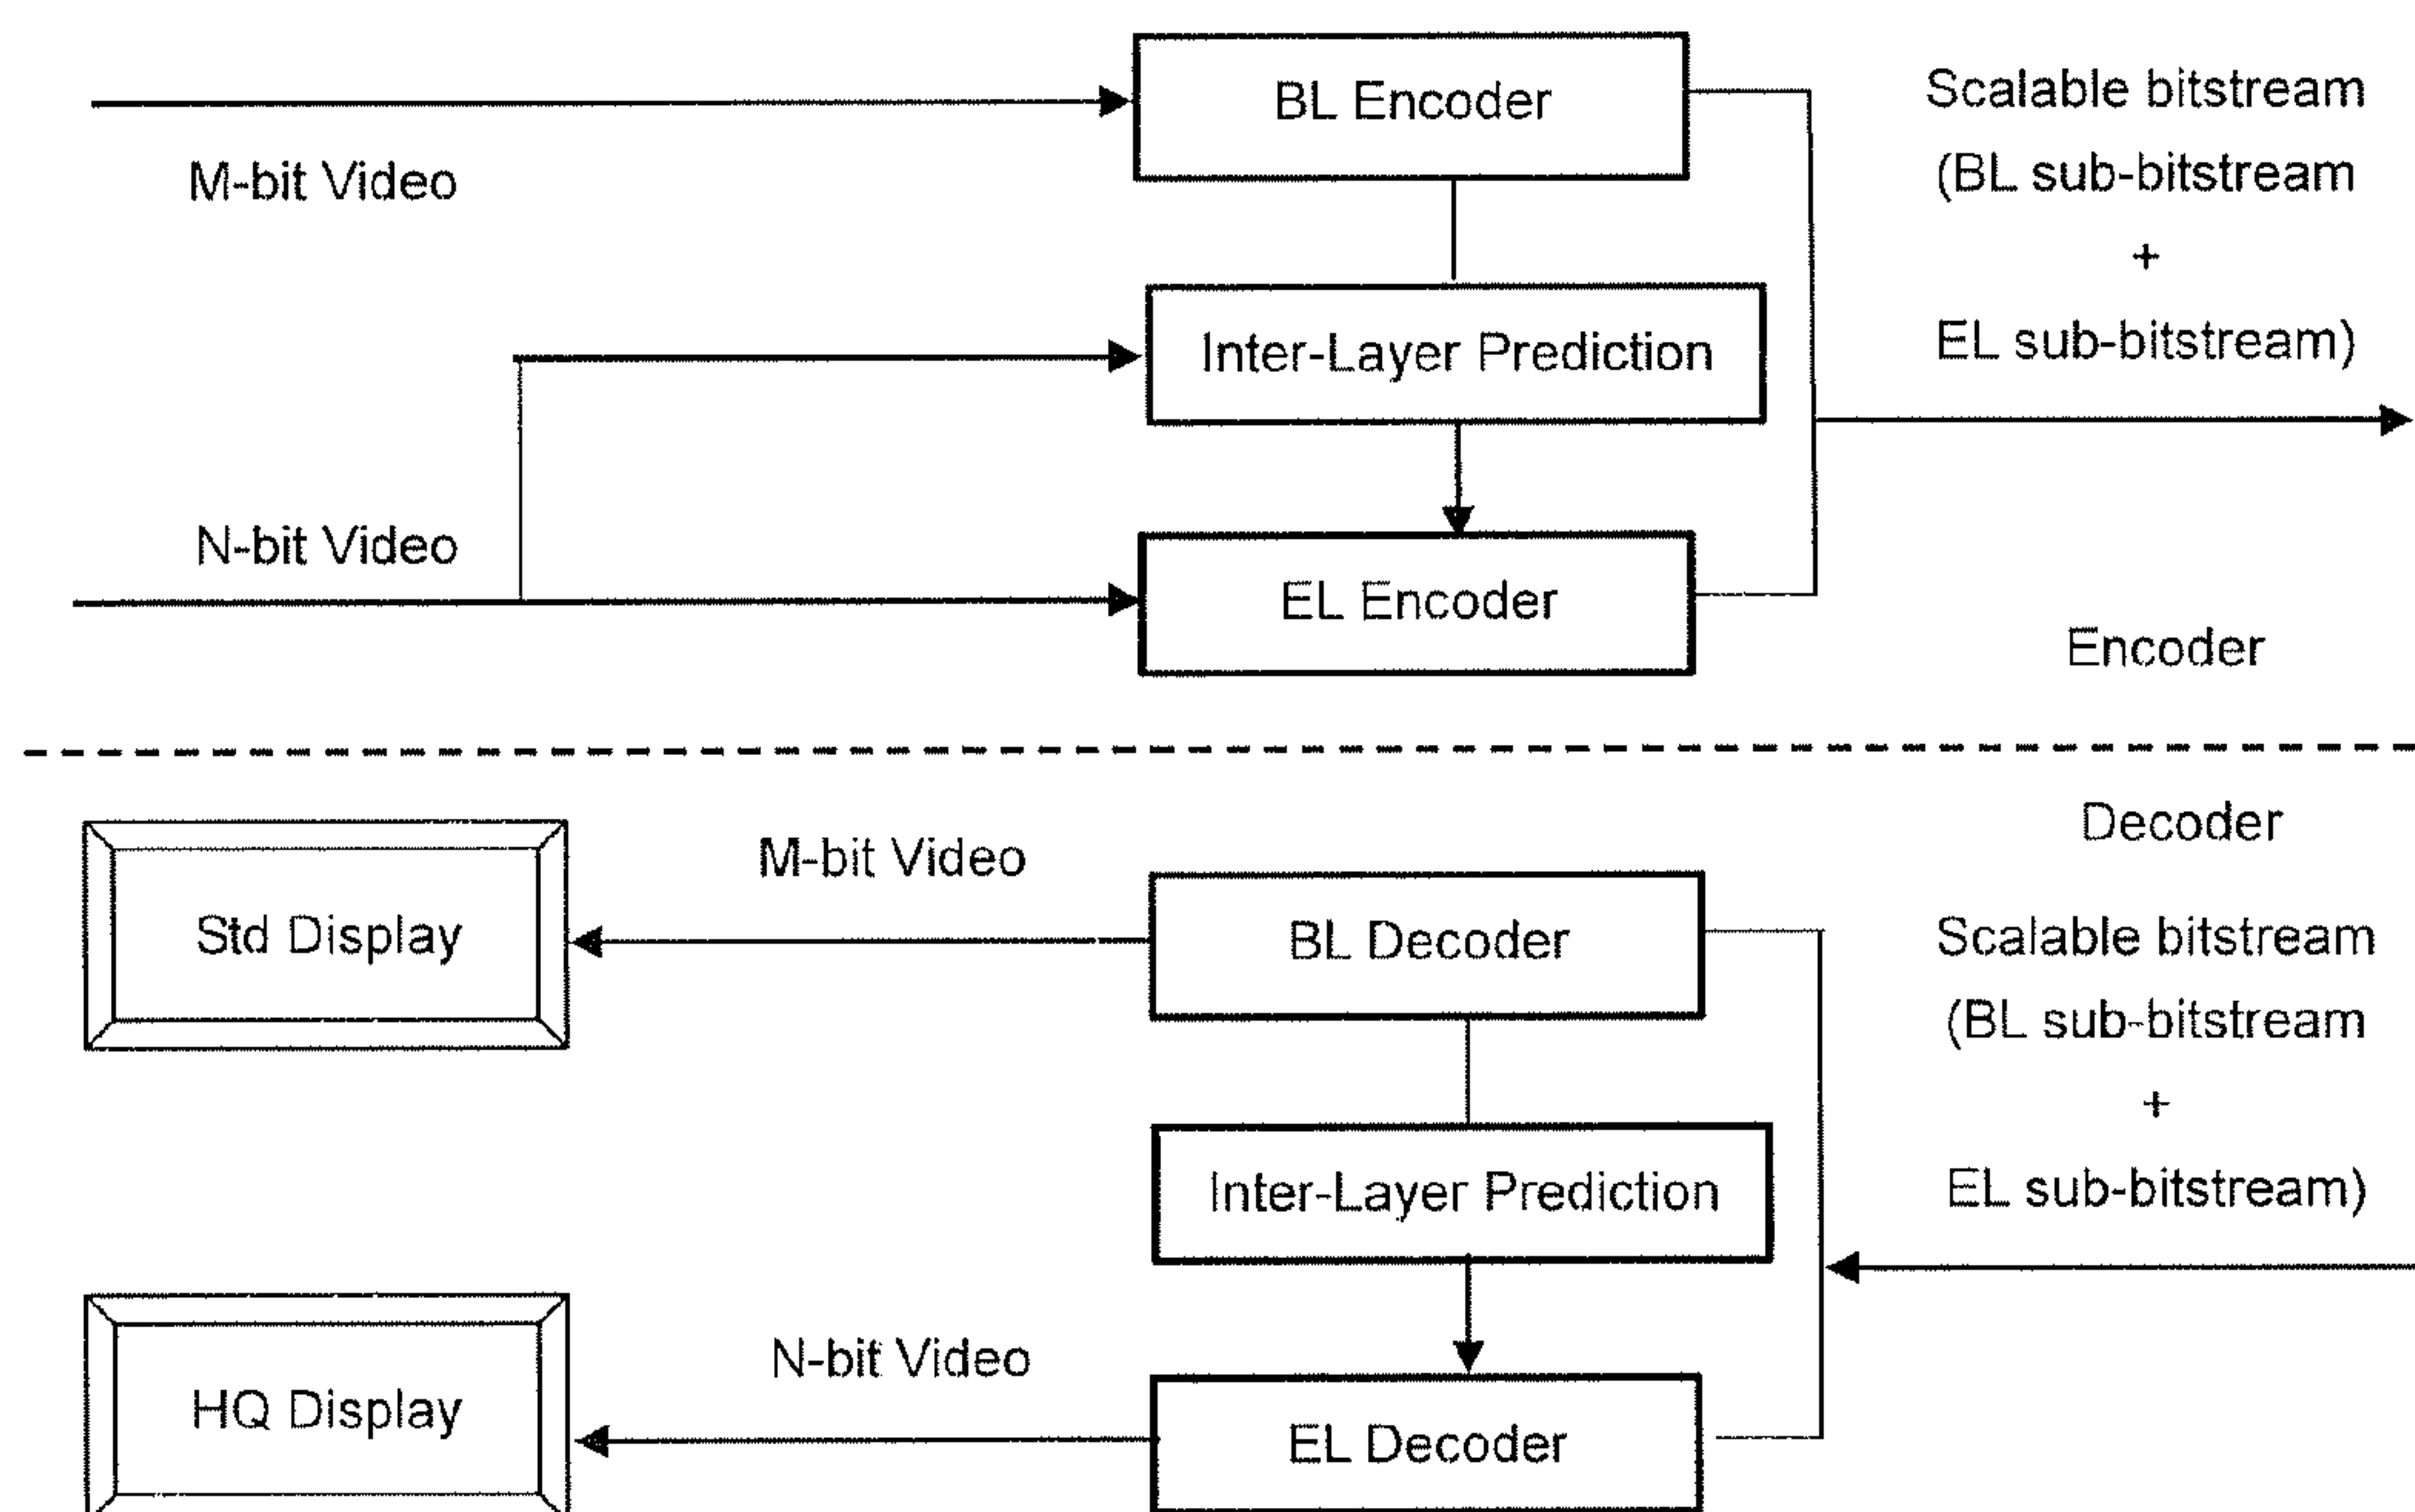 BL Encoder
Scalable bitstream
(BL sub-bitstream
+
EL sub-bitstream)
M-bit Video
Inter-Layer Prediction
N-bit Video
EL Encoder
Encoder
Decoder
M-bit Video
Std Display
BL Decoder
Scalable bitstream
(BL sub-bitstream
+
EL sub-bitstream)
Inter-Layer Prediction
N-bit Video
HQ Display
EL Decoder